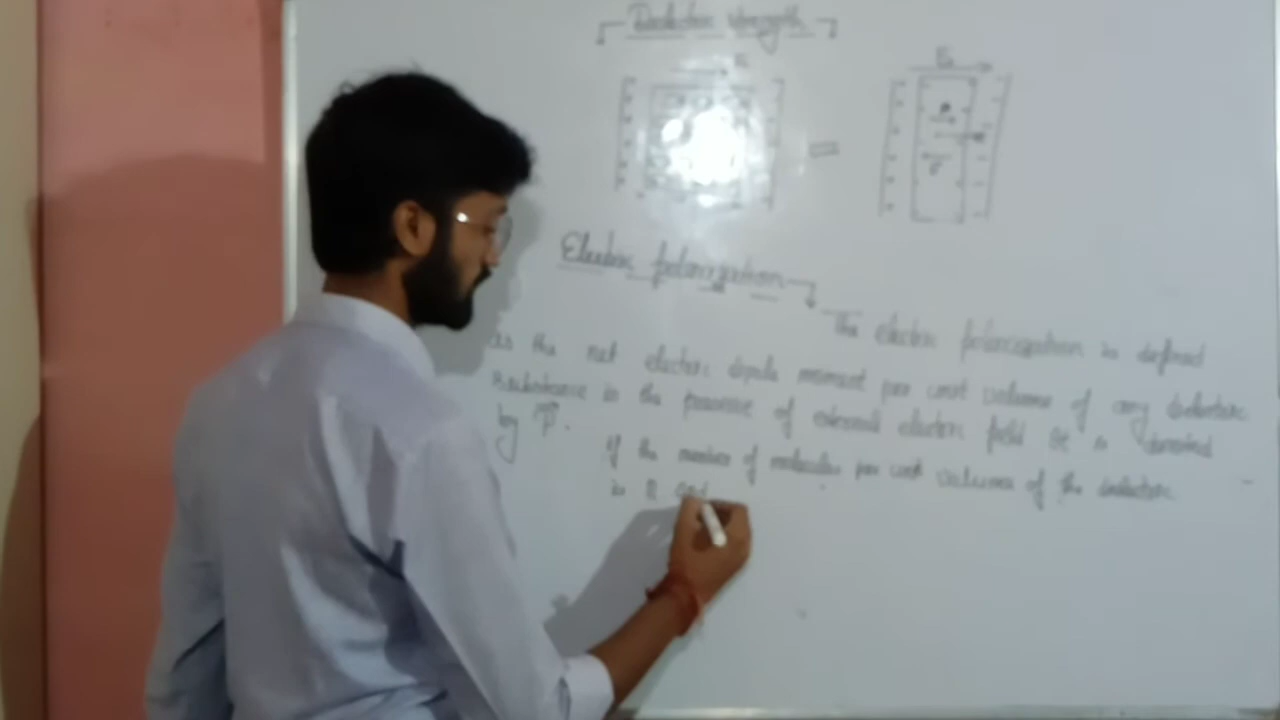 Dielectric strength
E₀
=
Electric polarization
The electric polarization is defined
as the net electric dipole moment per unit volume of any dielectric
substance in the presence of external electric field It is denoted
by P⃗.
If the number of molecules per unit volume of the dielectric
is and